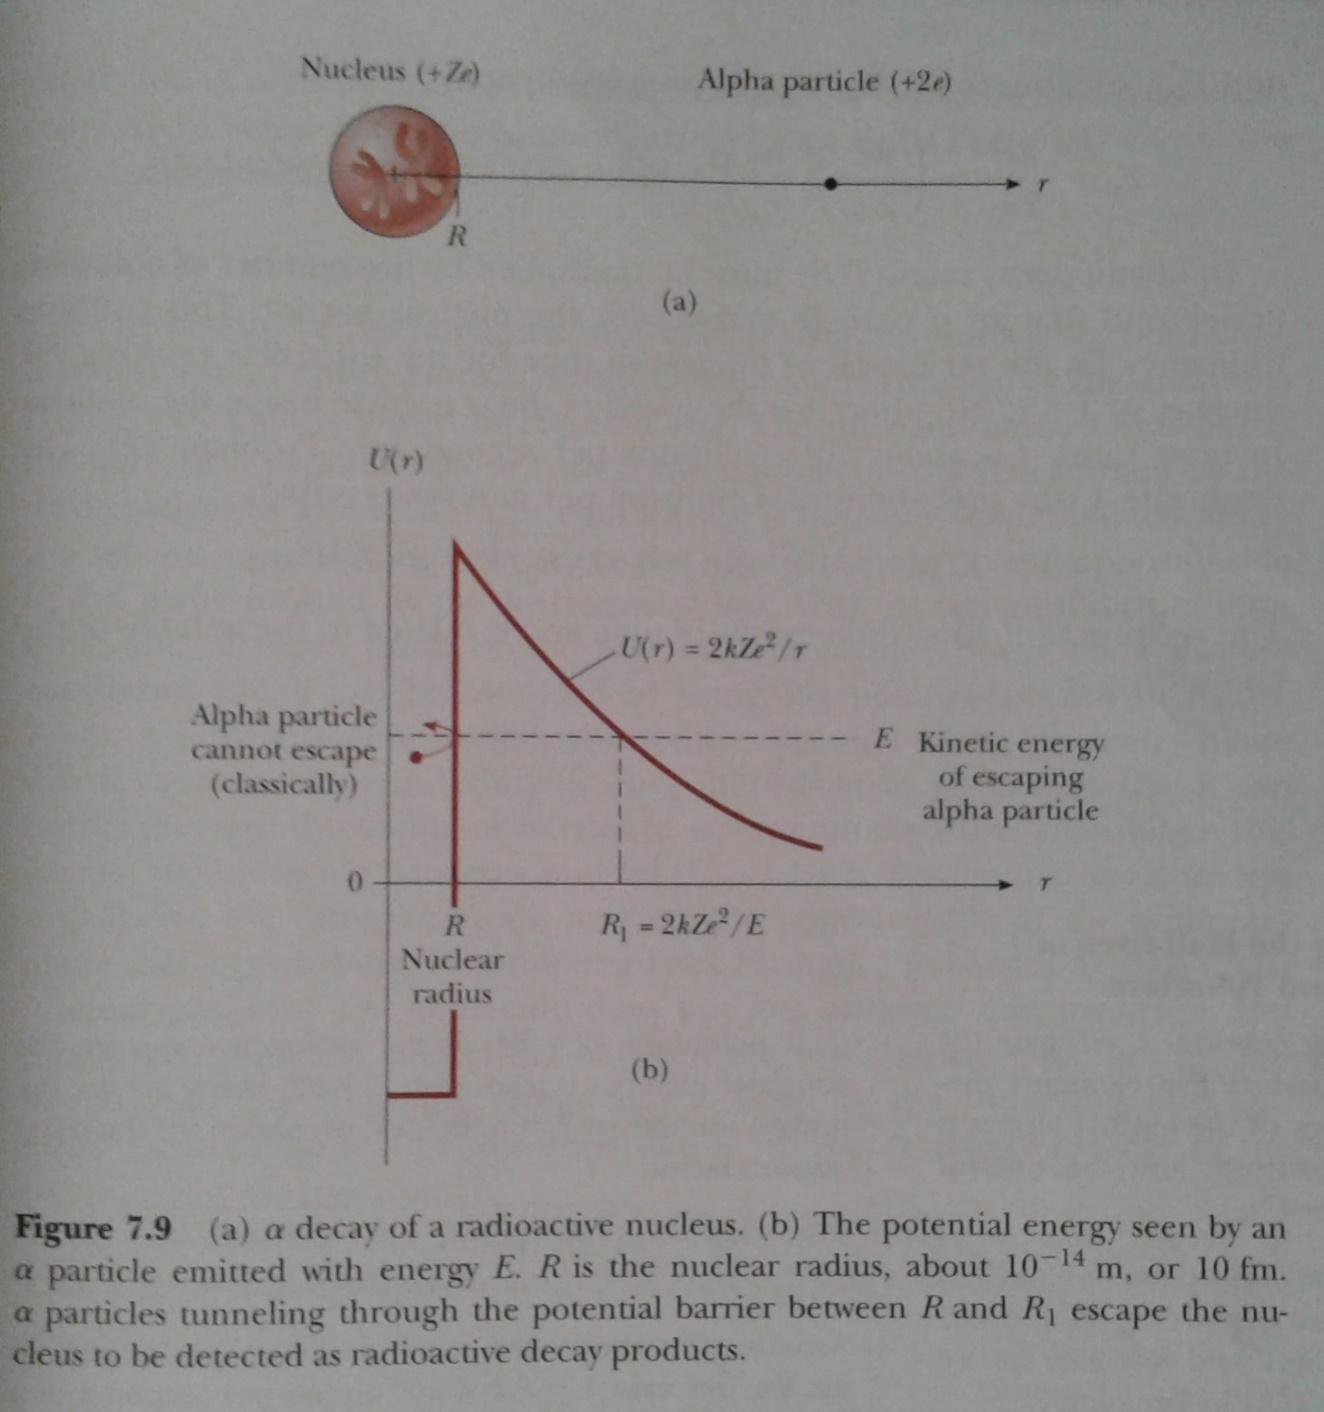 Nucleus (+Ze)
Alpha particle (+2e)
r
R
(a)
U(r)
U(r) = 2kZe²/r
Alpha particle
cannot escape
(classically)
E Kinetic energy
of escaping
alpha particle
0
r
R
Nuclear
radius
R₁ = 2kZe²/E
(b)
Figure 7.9 (a) α decay of a radioactive nucleus. (b) The potential energy seen by an
α particle emitted with energy E. R is the nuclear radius, about 10⁻¹⁴ m, or 10 fm.
α particles tunneling through the potential barrier between R and R₁ escape the nu-
cleus to be detected as radioactive decay products.